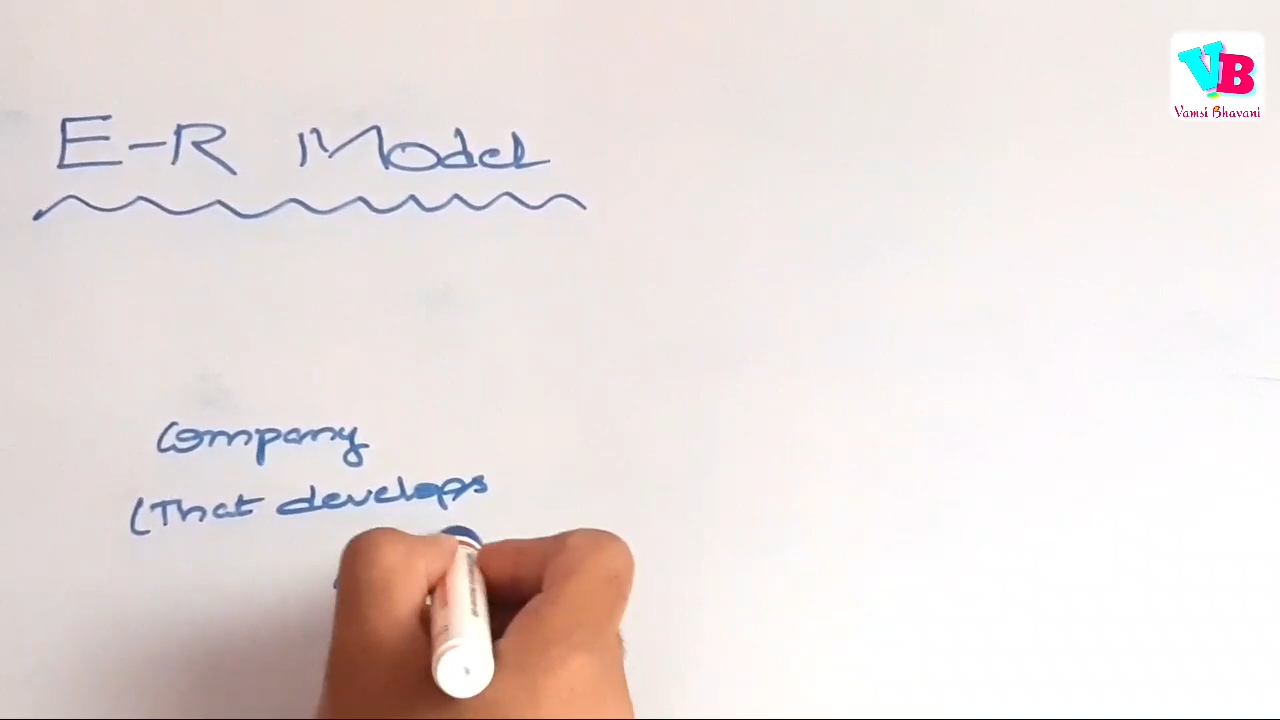 VB
Vamsi Bhavani
E-R Model
Company
(That develops